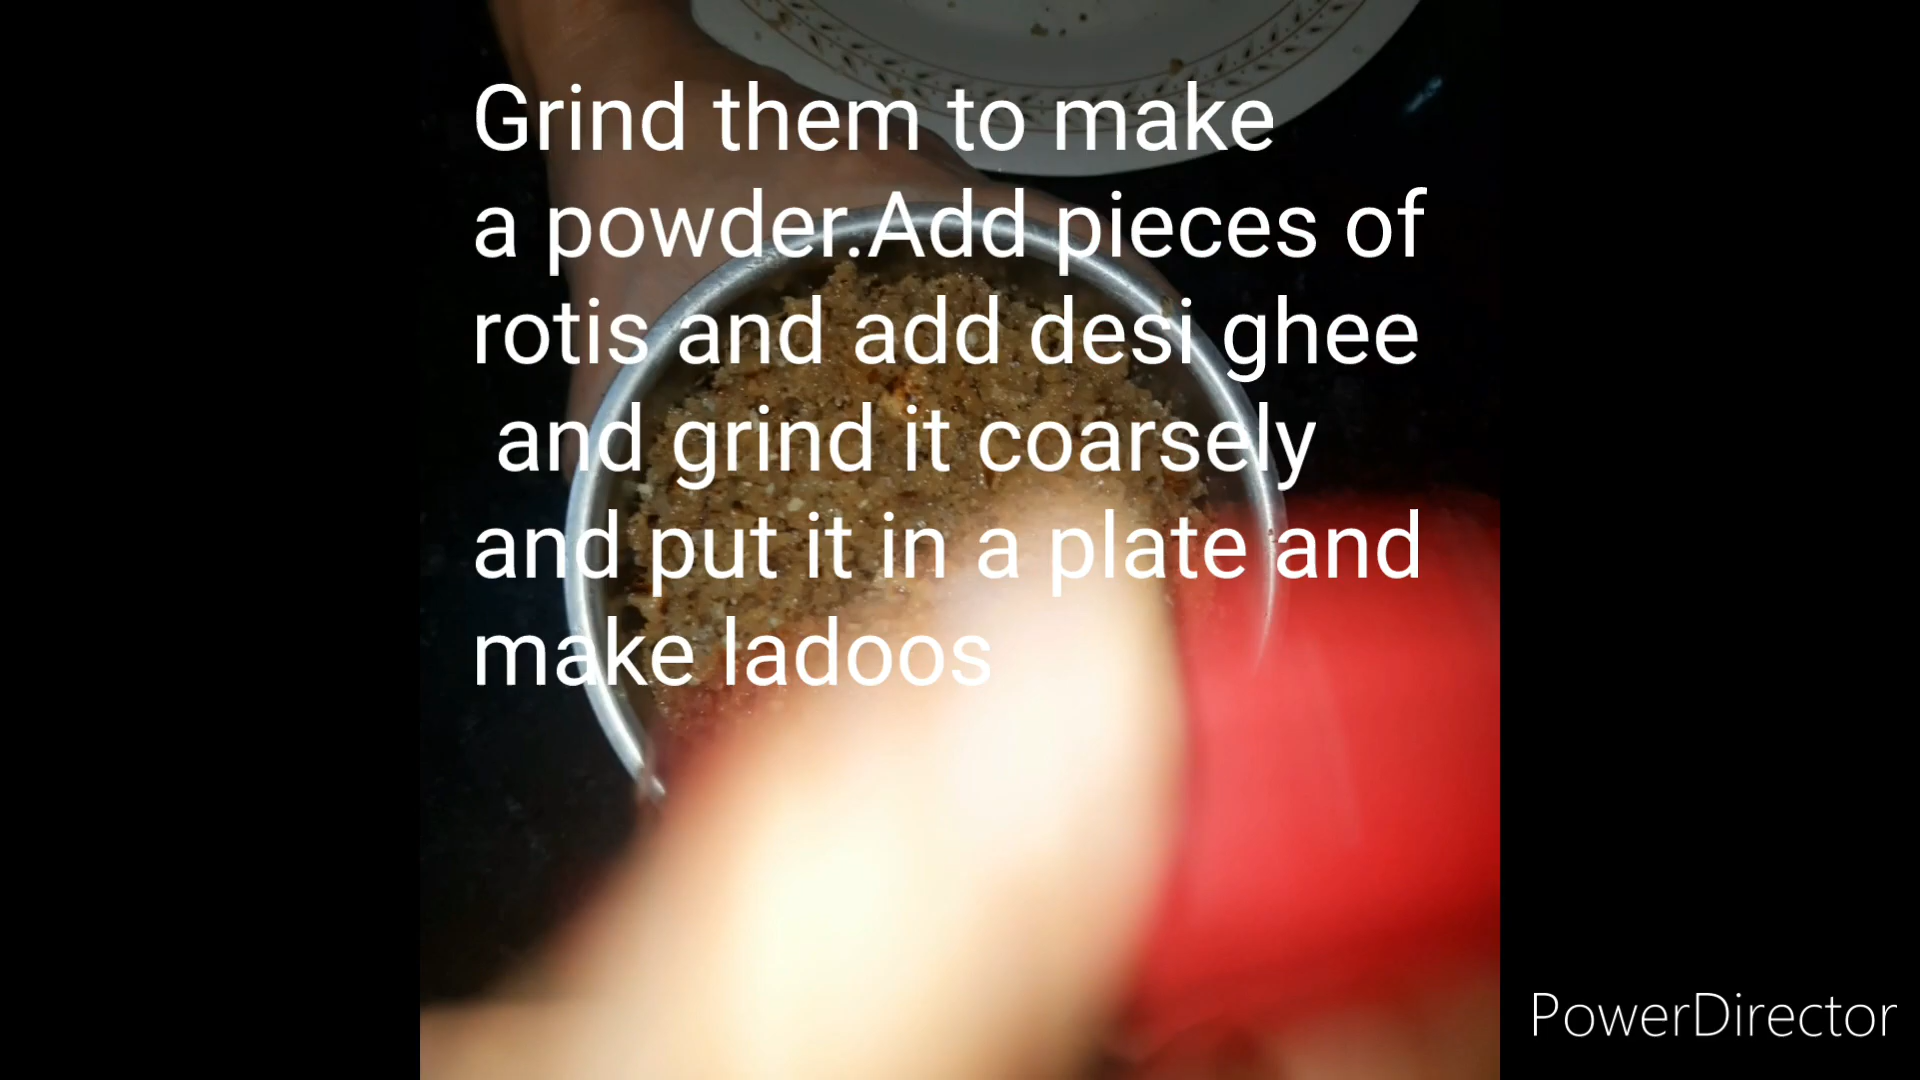 Grind them to make
a powder.Add pieces of
rotis and add desi ghee
and grind it coarsely
and put it in a plate and
make ladoos
PowerDirector